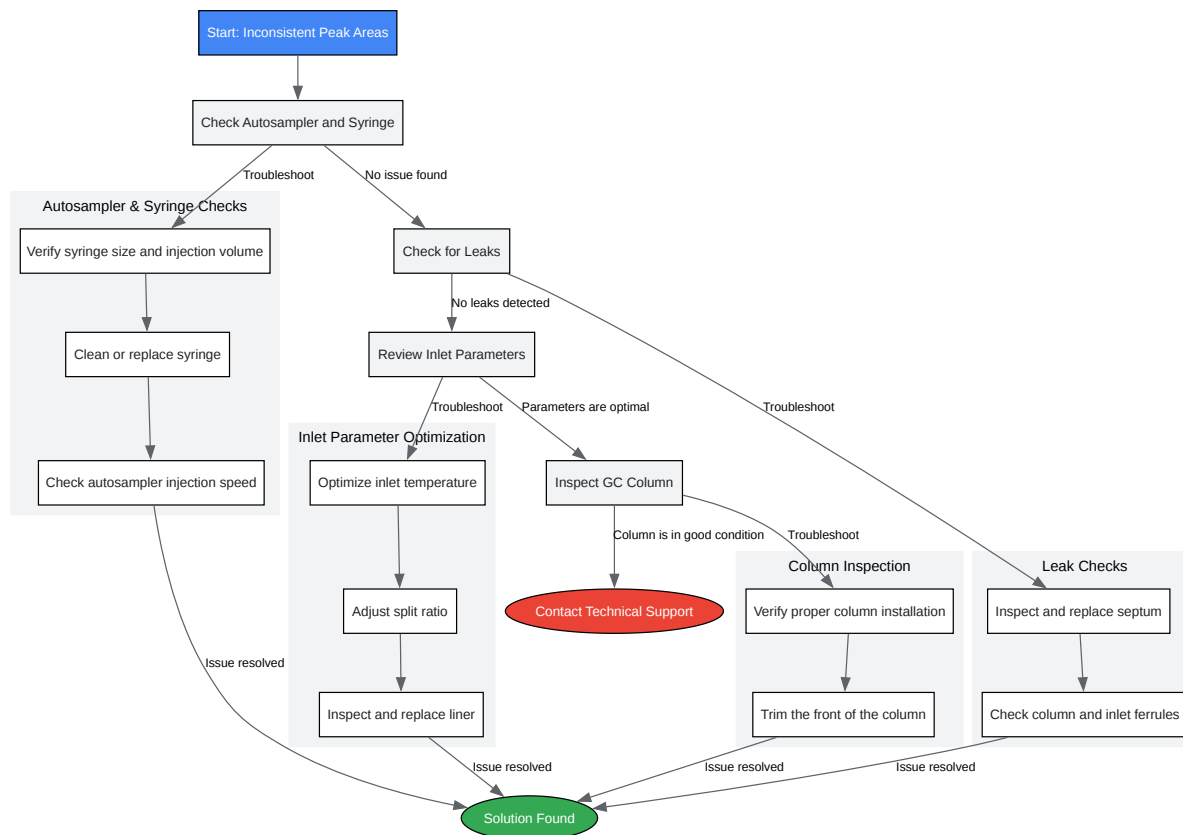 Start: Inconsistent Peak Areas
Check Autosampler and Syringe
Troubleshoot
No issue found
Autosampler & Syringe Checks
Verify syringe size and injection volume
Check for Leaks
No leaks detected
Clean or replace syringe
Review Inlet Parameters
Troubleshoot
Parameters are optimal
Troubleshoot
Inlet Parameter Optimization
Check autosampler injection speed
Optimize inlet temperature
Inspect GC Column
Column is in good condition
Troubleshoot
Column Inspection
Leak Checks
Adjust split ratio
Contact Technical Support
Verify proper column installation
Inspect and replace septum
Issue resolved
Inspect and replace liner
Trim the front of the column
Check column and inlet ferrules
Issue resolved
Issue resolved
Issue resolved
Solution Found